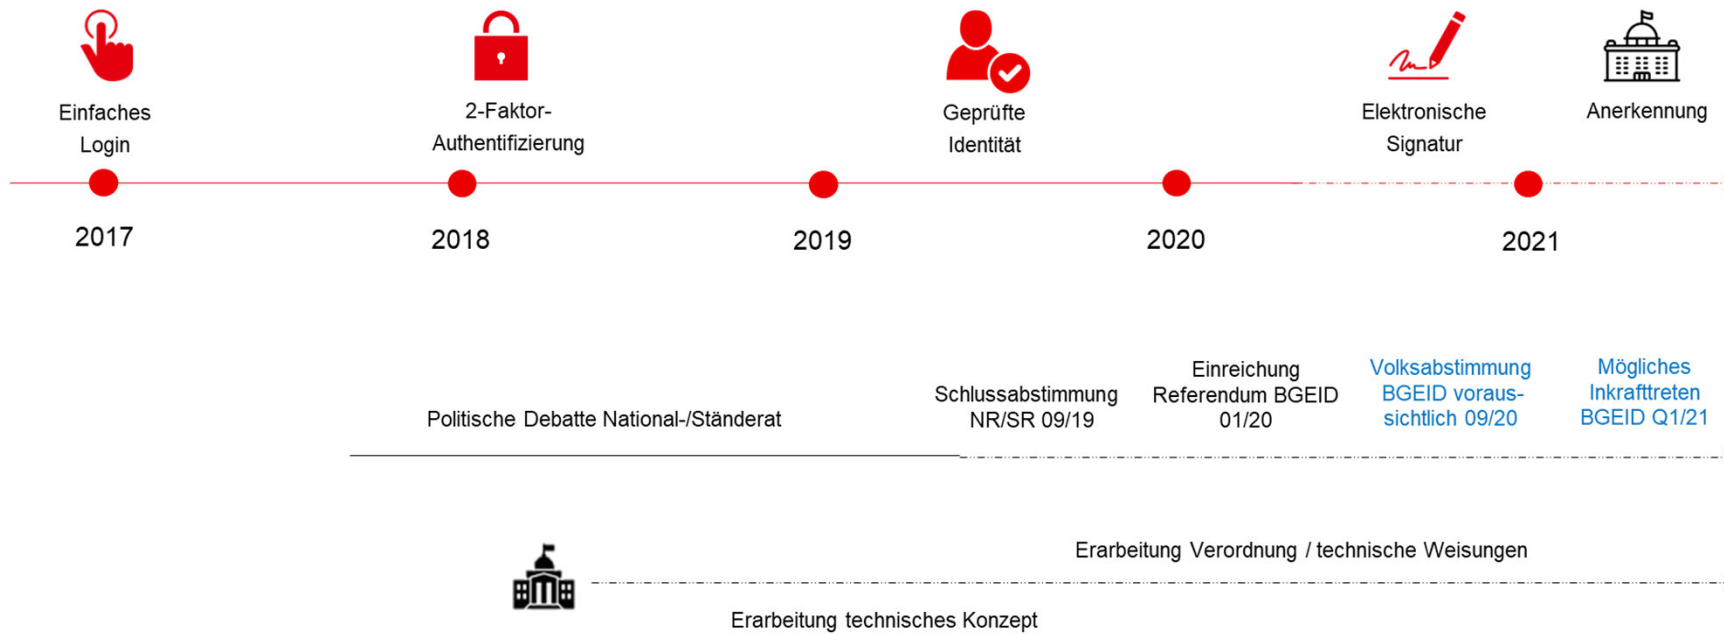 Einfaches
Login
2-Faktor-
Authentifizierung
Geprüfte
Identität
Elektronische
Signatur
Anerkennung
2017
2018
2019
2020
2021
Politische Debatte National-/Ständerat
Schlussabstimmung
NR/SR 09/19
Einreichung
Referendum BGEID
01/20
Volksabstimmung
BGEID voraus-
sichtlich 09/20
Mögliches
Inkrafttreten
BGEID Q1/21
Erarbeitung Verordnung / technische Weisungen
Erarbeitung technisches Konzept